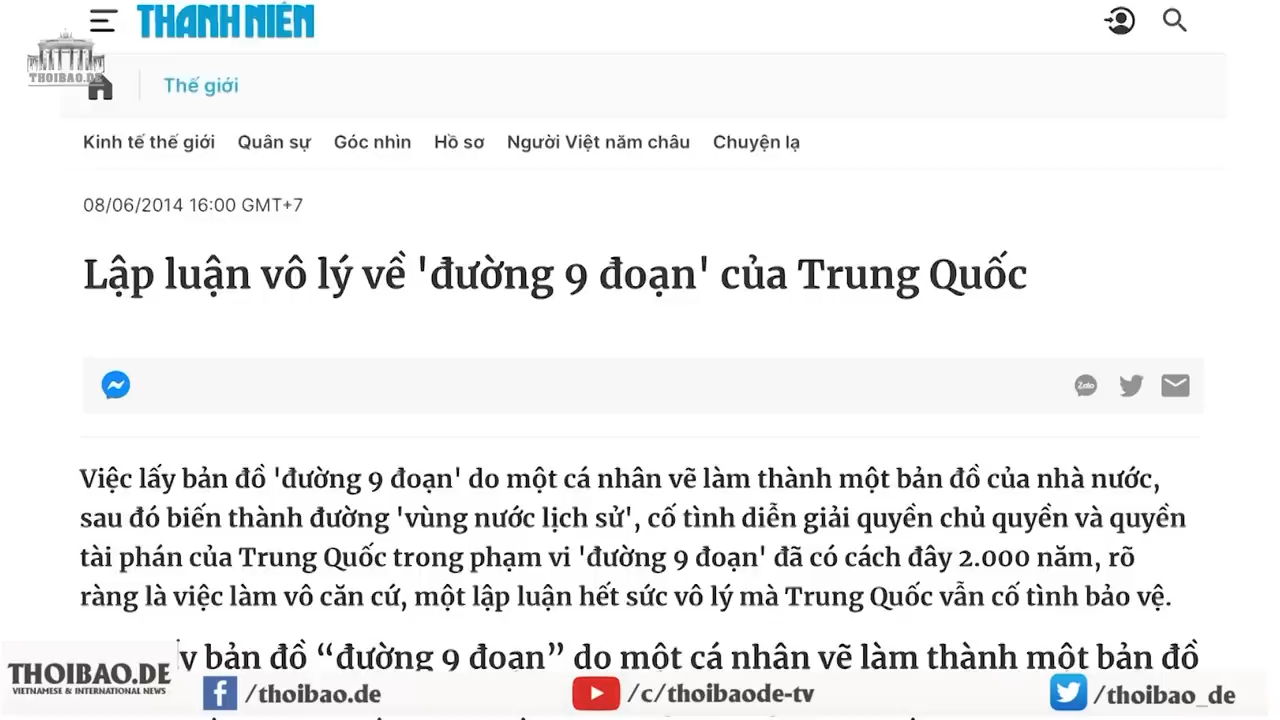 THANH NIÊN
THOIBAO.DE
Thế giới
Kinh tế thế giới Quân sự Góc nhìn Hồ sơ Người Việt năm châu Chuyện lạ
08/06/2014 16:00 GMT+7
Lập luận vô lý về 'đường 9 đoạn' của Trung Quốc
Zalo
Việc lấy bản đồ 'đường 9 đoạn' do một cá nhân vẽ làm thành một bản đồ của nhà nước,
sau đó biến thành đường 'vùng nước lịch sử', cố tình diễn giải quyền chủ quyền và quyền
tài phán của Trung Quốc trong phạm vi 'đường 9 đoạn' đã có cách đây 2.000 năm, rõ
ràng là việc làm vô căn cứ, một lập luận hết sức vô lý mà Trung Quốc vẫn cố tình bảo vệ.
bản đồ “đường 9 đoạn” do một cá nhân vẽ làm thành một bản đồ
THOIBAO.DE
VIETNAMESE & INTERNATIONAL NEWS
/thoibao.de /c/thoibaode-tv /thoibao_de